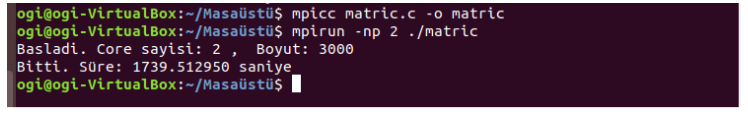 ogi@ogi-VirtualBox:~/Masaüstü$ mpicc matric.c -o matric
ogi@ogi-VirtualBox:~/Masaüstü$ mpirun -np 2 ./matric
Basladi. Core sayisi: 2 ,  Boyut: 3000
Bitti. Süre: 1739.512950 saniye
ogi@ogi-VirtualBox:~/Masaüstü$